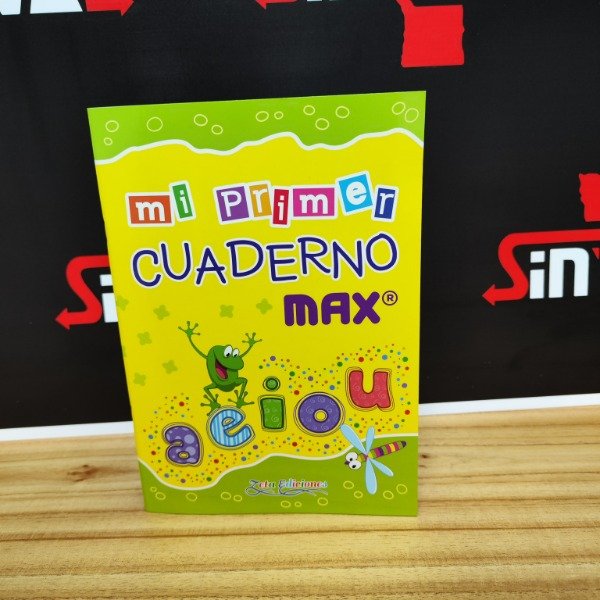 mi Primer
CUADERNO
MAX®
aeiou
Zeta Ediciones